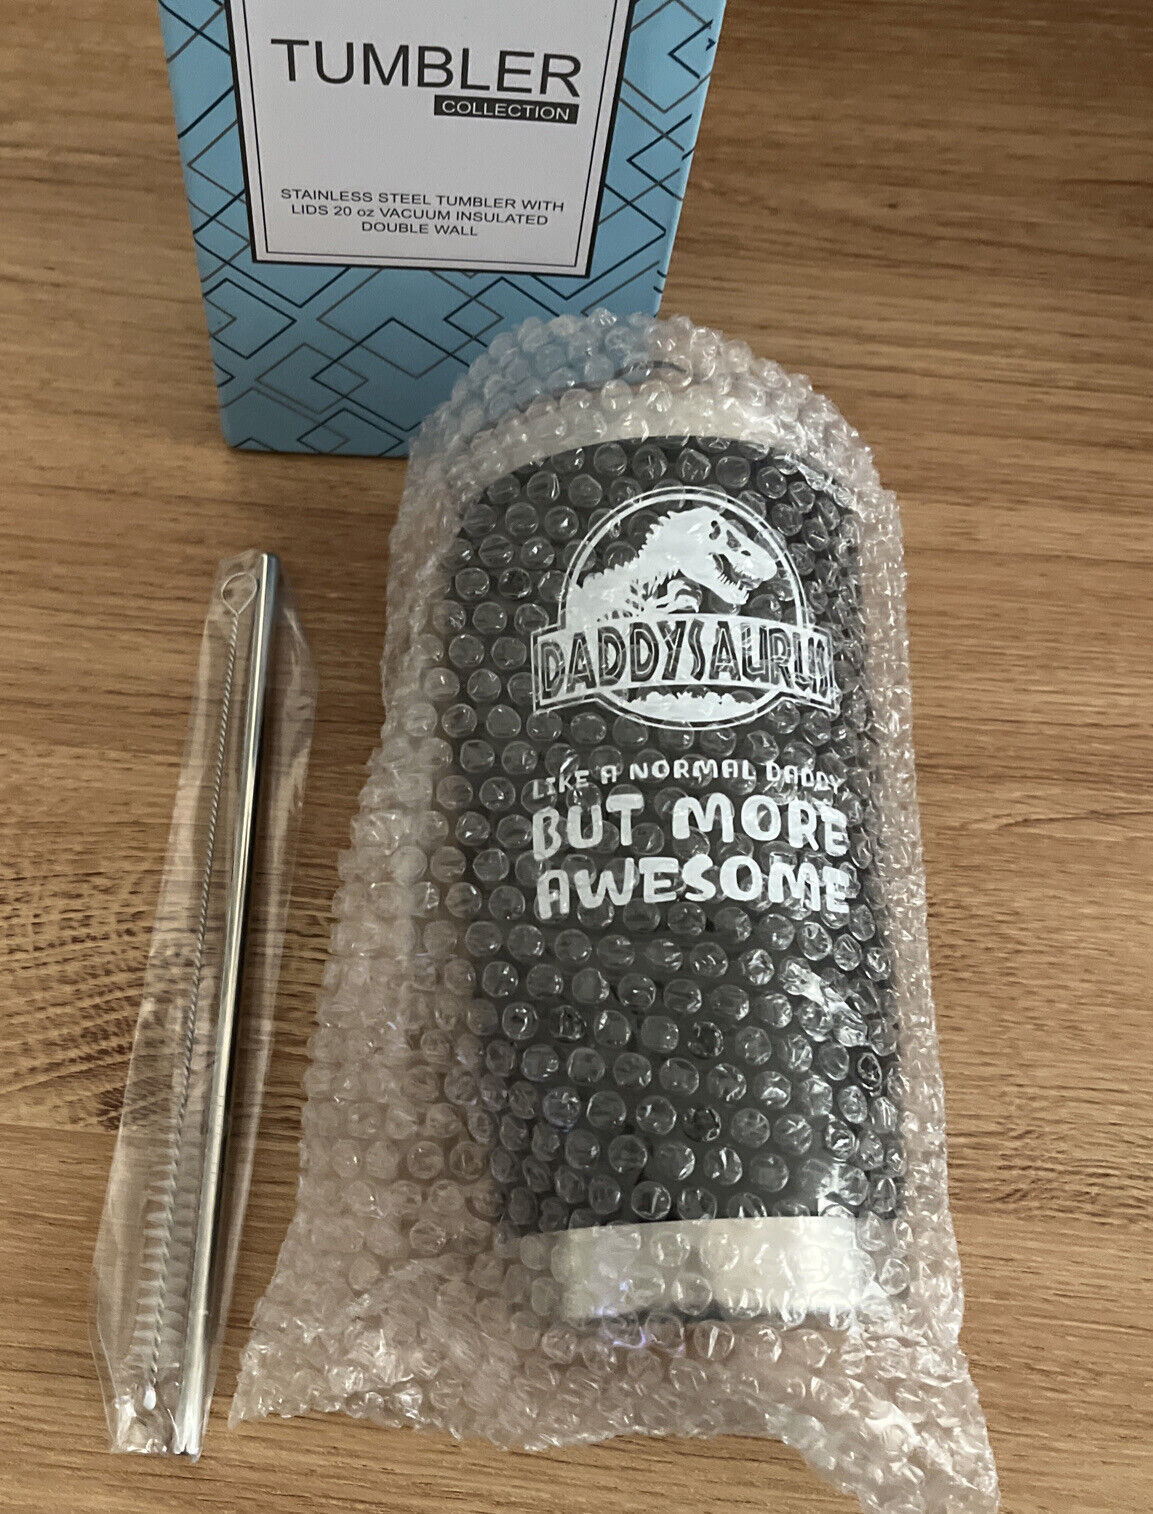 TUMBLER
COLLECTION
STAINLESS STEEL TUMBLER WITH
LIDS 20 oz VACUUM INSULATED
DOUBLE WALL
DADDYSAURUS
LIKE A NORMAL DADDY
BUT MORE
AWESOME